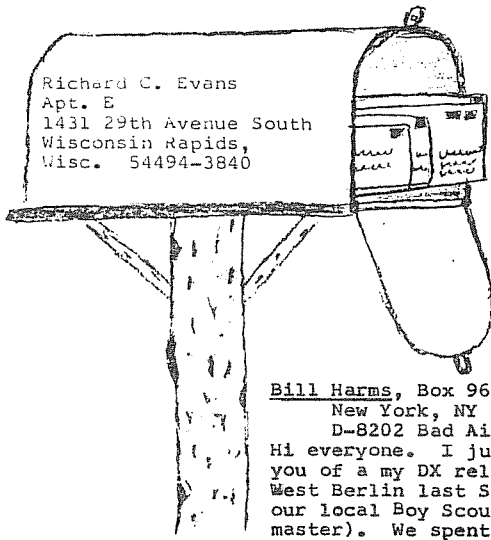 Richard C. Evans
Apt. E
1431 29th Avenue South
Wisconsin Rapids,
Wisc. 54494-3840
Bill Harms, Box 96
New York, NY
D-8202 Bad Ai
Hi everyone. I ju
you of a my DX rel
West Berlin last S
our local Boy Scou
master). We spent